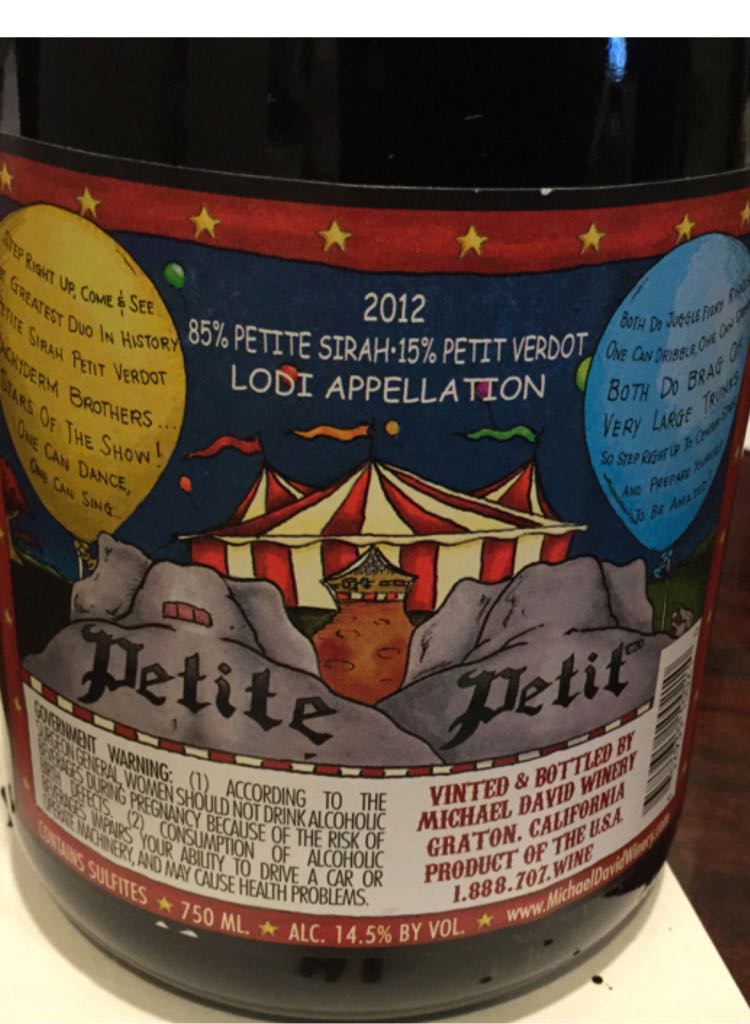 STEP RIGHT UP, COME & SEE
GREATEST DUO IN HISTORY
PETITE SIRAH PETIT VERDOT
PACHYDERM BROTHERS...
STARS OF THE SHOW!
ONE CAN DANCE,
ONE CAN SING...
2012
85% PETITE SIRAH·15% PETIT VERDOT
LODI APPELLATION
BOTH DO JUGGLE FIERY
ONE CAN DRIBBLE, ONE CAN
BOTH DO BRAG OF
VERY LARGE TRUNKS
SO STEP RIGHT UP TO
AND PREPARE
TO BE AMAZED!
Petite
Petit
GOVERNMENT WARNING: (1) ACCORDING TO THE
SURGEON GENERAL, WOMEN SHOULD NOT DRINK ALCOHOLIC
BEVERAGES DURING PREGNANCY BECAUSE OF THE RISK OF
BIRTH DEFECTS. (2) CONSUMPTION OF ALCOHOLIC
BEVERAGES IMPAIRS YOUR ABILITY TO DRIVE A CAR OR
OPERATE MACHINERY, AND MAY CAUSE HEALTH PROBLEMS.
VINTED & BOTTLED BY
MICHAEL DAVID WINERY
GRATON, CALIFORNIA
PRODUCT OF THE U.S.A.
1.888.707.WINE
CONTAINS SULFITES ★ 750 ML. ★ ALC. 14.5% BY VOL. ★ www.MichaelDavidWinery.com